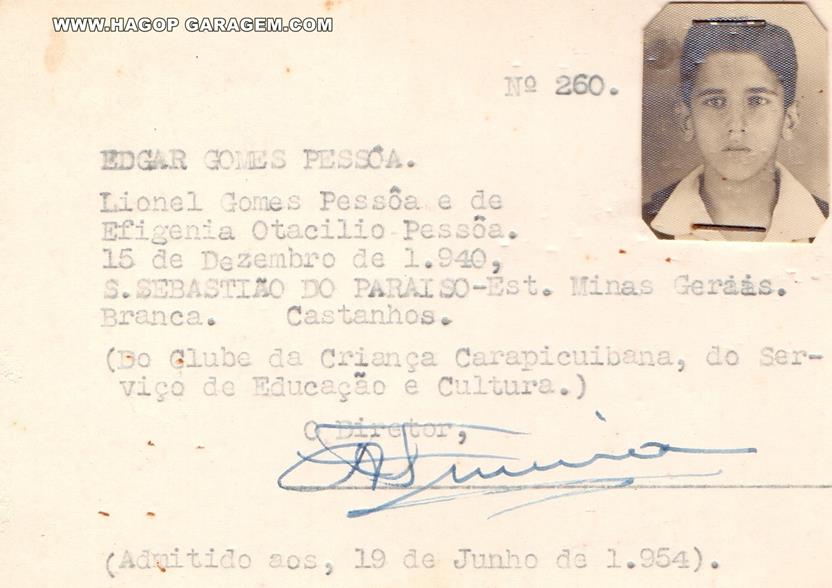 WWW.HAGOP GARAGEM.COM
Nº 260.
EDGAR GOMES PESSÔA.
Lionel Gomes Pessôa e de
Efigenia Otacilio Pessôa.
15 de Dezembro de 1.940,
S.SEBASTIÃO DO PARAISO-Est. Minas Geraás.
Branca. Castanhos.
(Do Clube da Criança Carapicuibana, do Ser-
viço de Educação e Cultura.)
O Diretor,
(Admitido aos, 19 de Junho de 1.954).